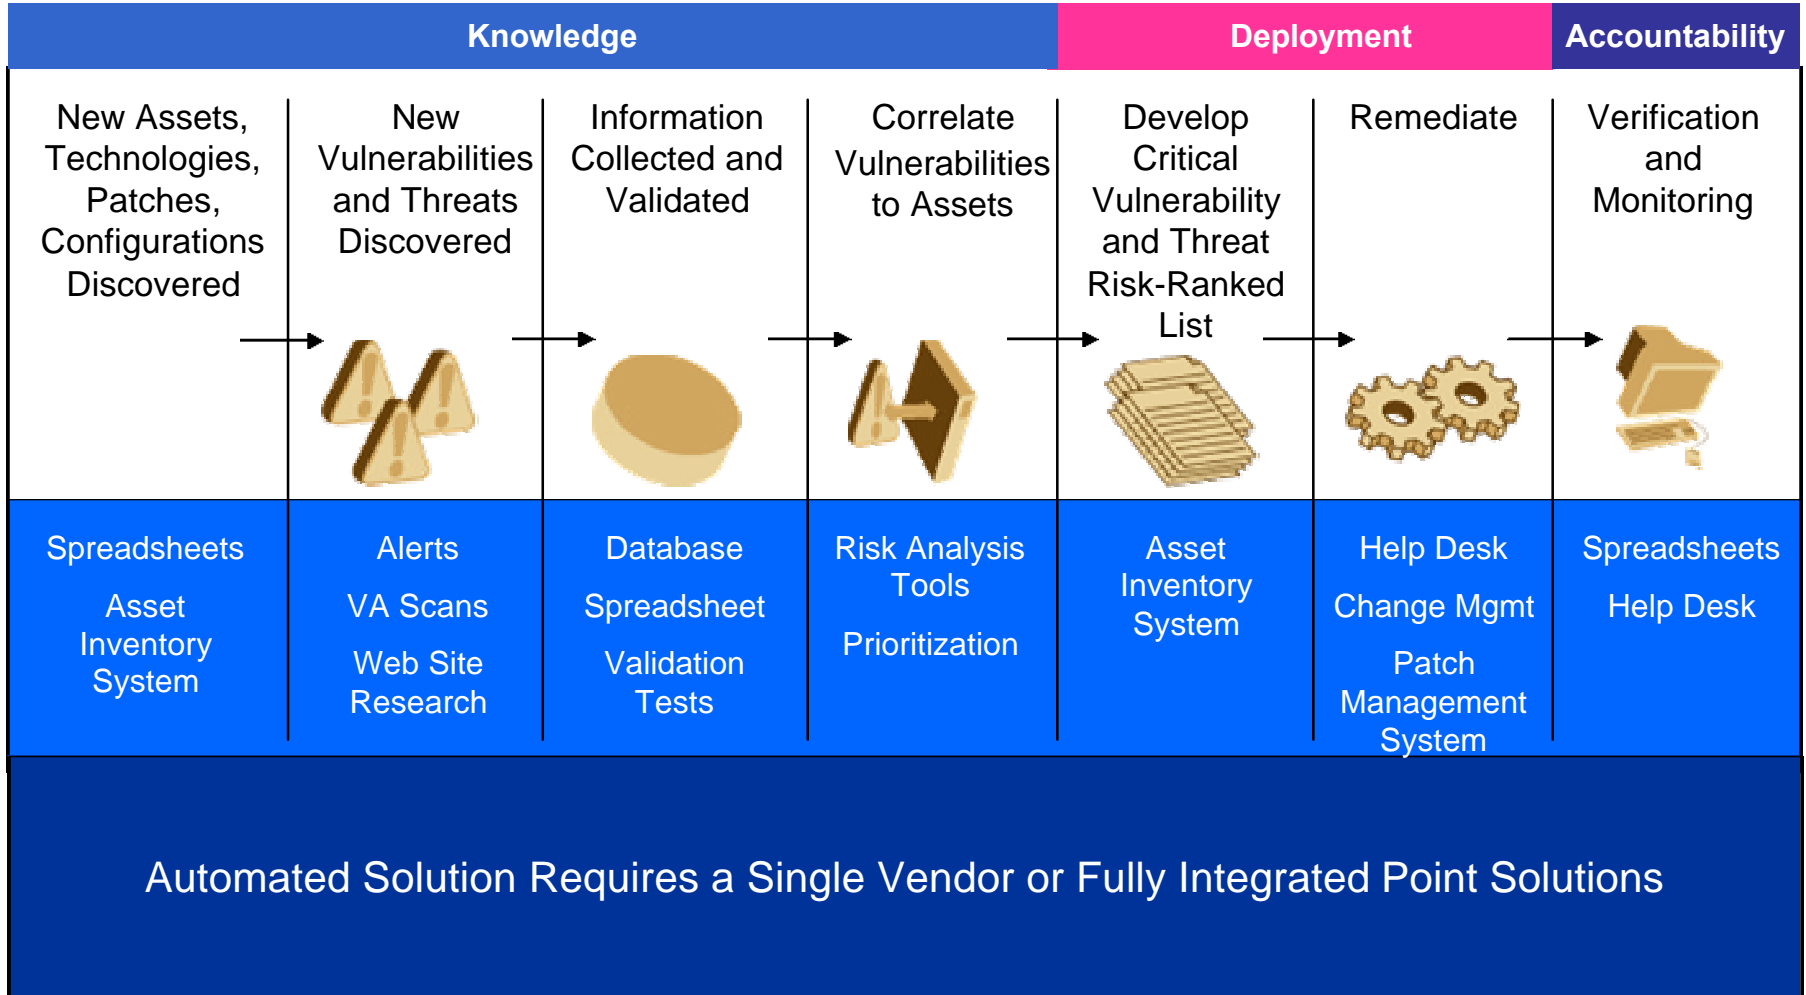 Knowledge
Deployment
Accountability
New Assets,
Technologies,
Patches,
Configurations
Discovered
New
Vulnerabilities
and Threats
Discovered
Information
Collected and
Validated
Correlate
Vulnerabilities
to Assets
Develop
Critical
Vulnerability
and Threat
Risk-Ranked
List
Remediate
Verification
and
Monitoring
Spreadsheets
Asset
Inventory
System
Alerts
VA Scans
Web Site
Research
Database
Spreadsheet
Validation
Tests
Risk Analysis
Tools
Prioritization
Asset
Inventory
System
Help Desk
Change Mgmt
Patch
Management
System
Spreadsheets
Help Desk
Automated Solution Requires a Single Vendor or Fully Integrated Point Solutions